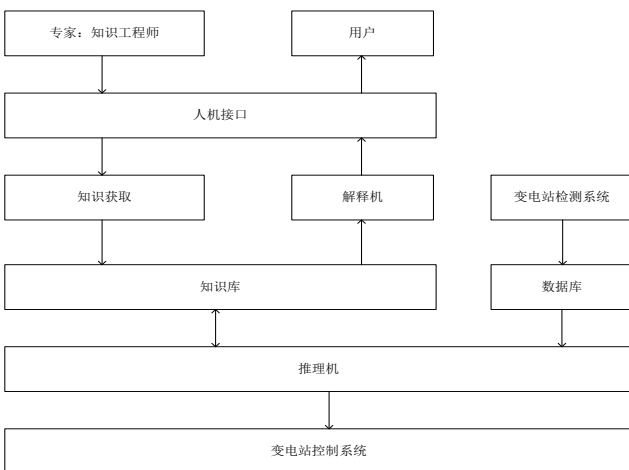 专家：知识工程师
用户
人机接口
知识获取
解释机
变电站检测系统
知识库
数据库
推理机
变电站控制系统